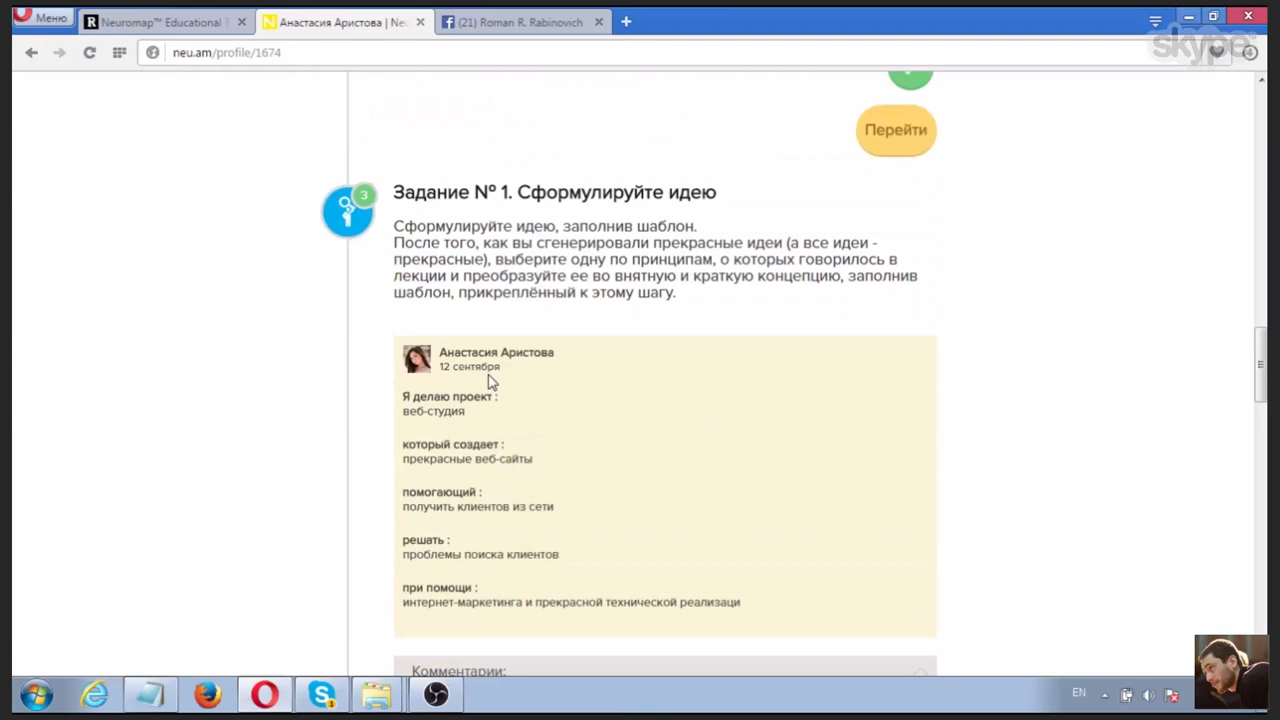 Меню
Neuromap™ Educational
Анастасия Аристова | Neu
(21) Roman R. Rabinovich
skype™
neu.am/profile/1674
Перейти
3
Задание № 1. Сформулируйте идею
Сформулируйте идею, заполнив шаблон.
После того, как вы сгенерировали прекрасные идеи (а все идеи -
прекрасные), выберите одну по принципам, о которых говорилось в
лекции и преобразуйте ее во внятную и краткую концепцию, заполнив
шаблон, прикреплённый к этому шагу.
Анастасия Аристова
12 сентября
Я делаю проект :
веб-студия
который создает :
прекрасные веб-сайты
помогающий :
получить клиентов из сети
решать :
проблемы поиска клиентов
при помощи :
интернет-маркетинга и прекрасной технической реализаци
Комментарии:
EN